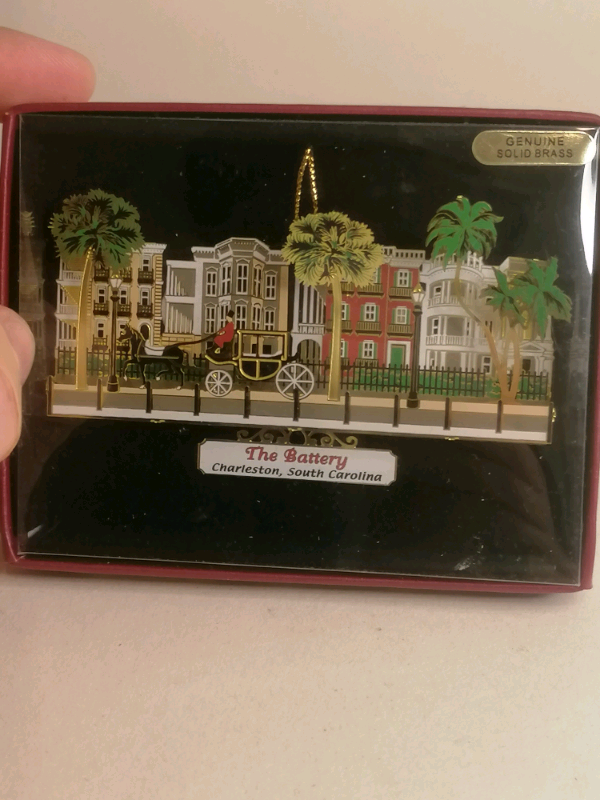 GENUINE
SOLID BRASS
The Battery
Charleston, South Carolina